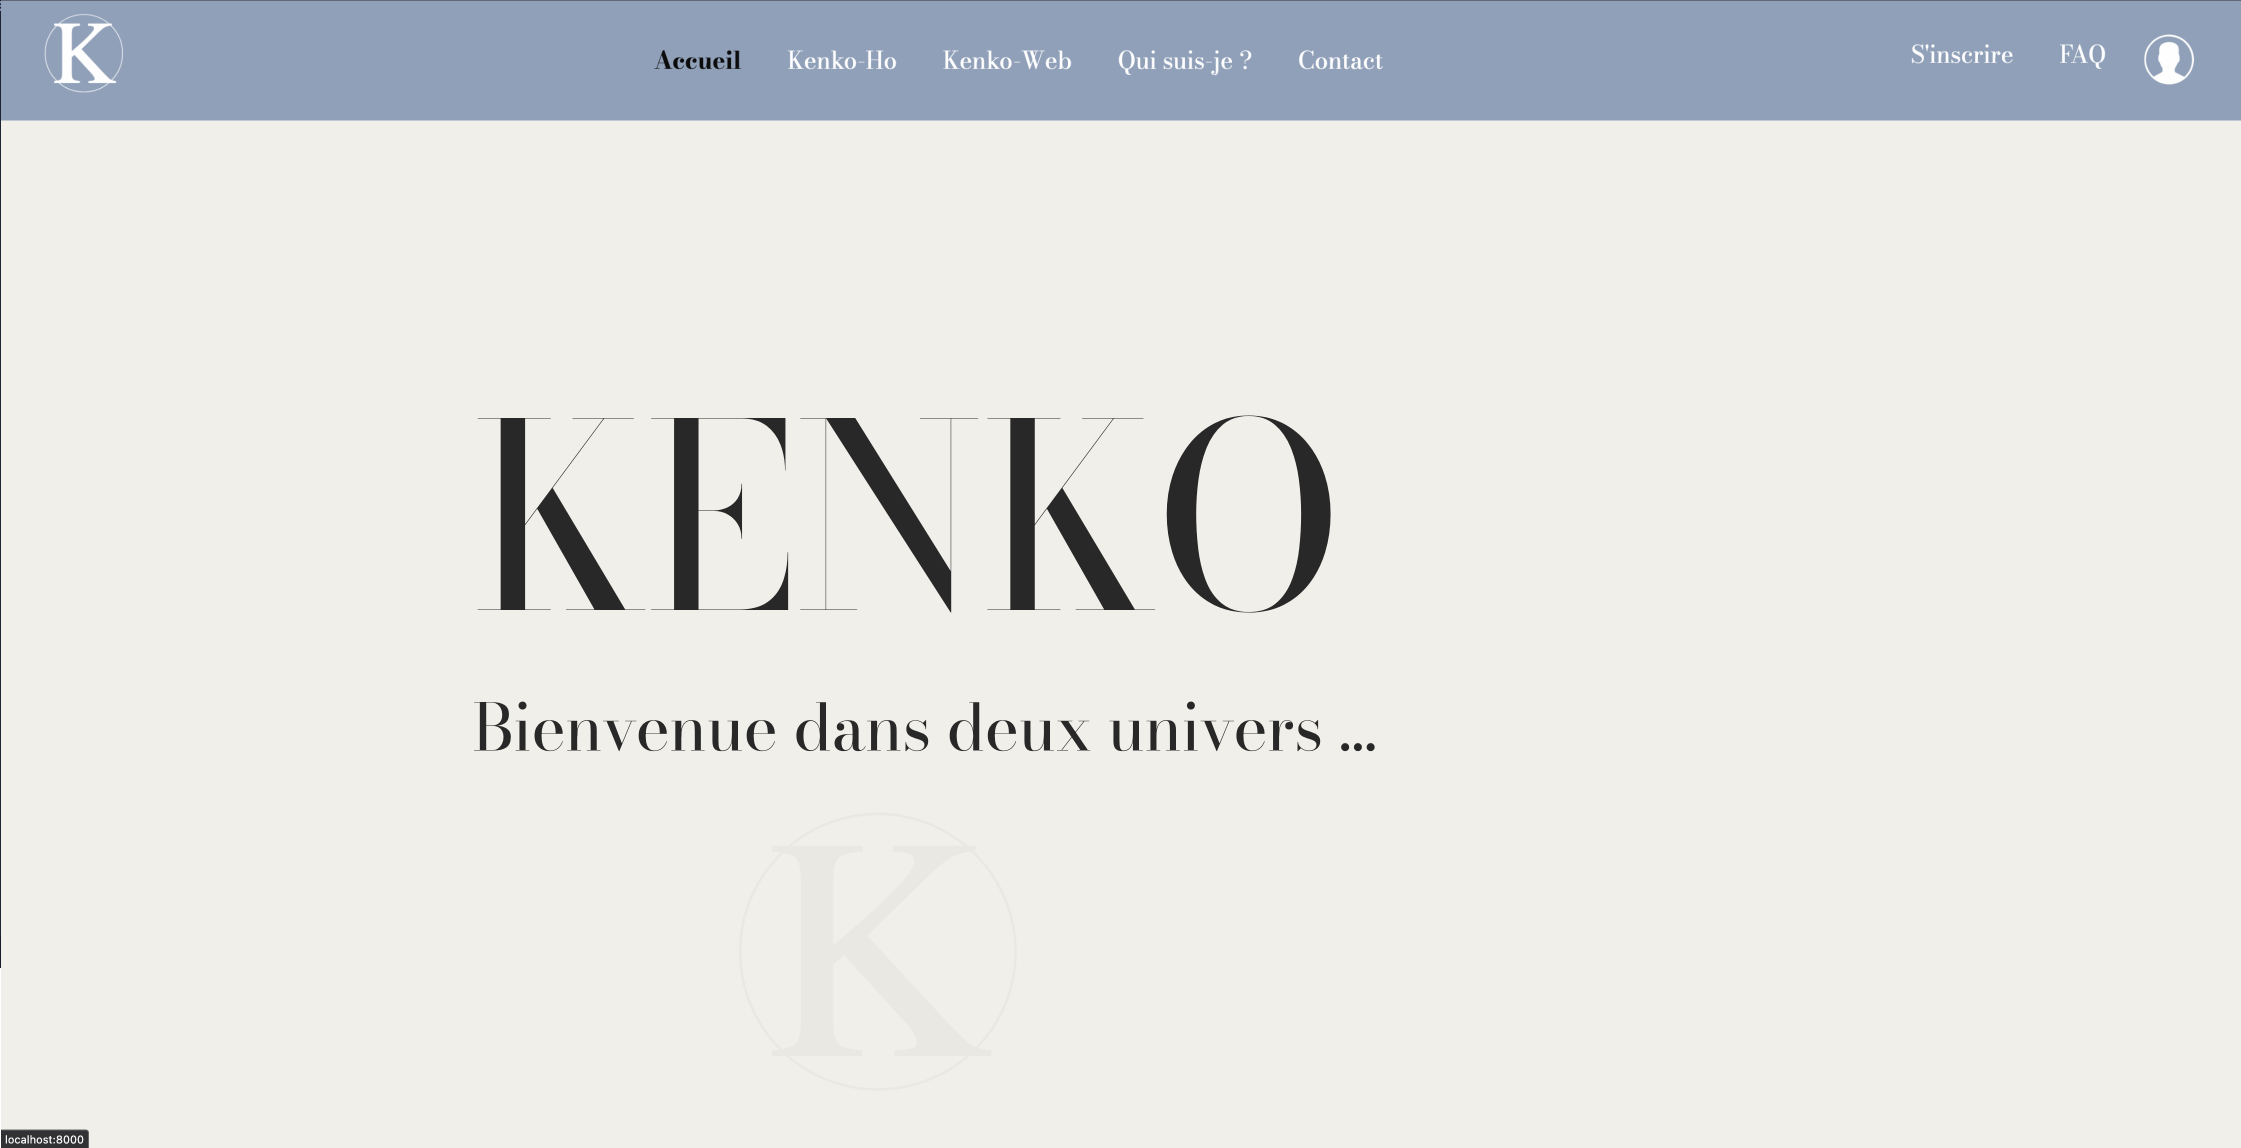 K
Accueil Kenko-Ho Kenko-Web Qui suis-je ? Contact
S'inscrire FAQ
KENKO
Bienvenue dans deux univers ...
K
localhost:8000